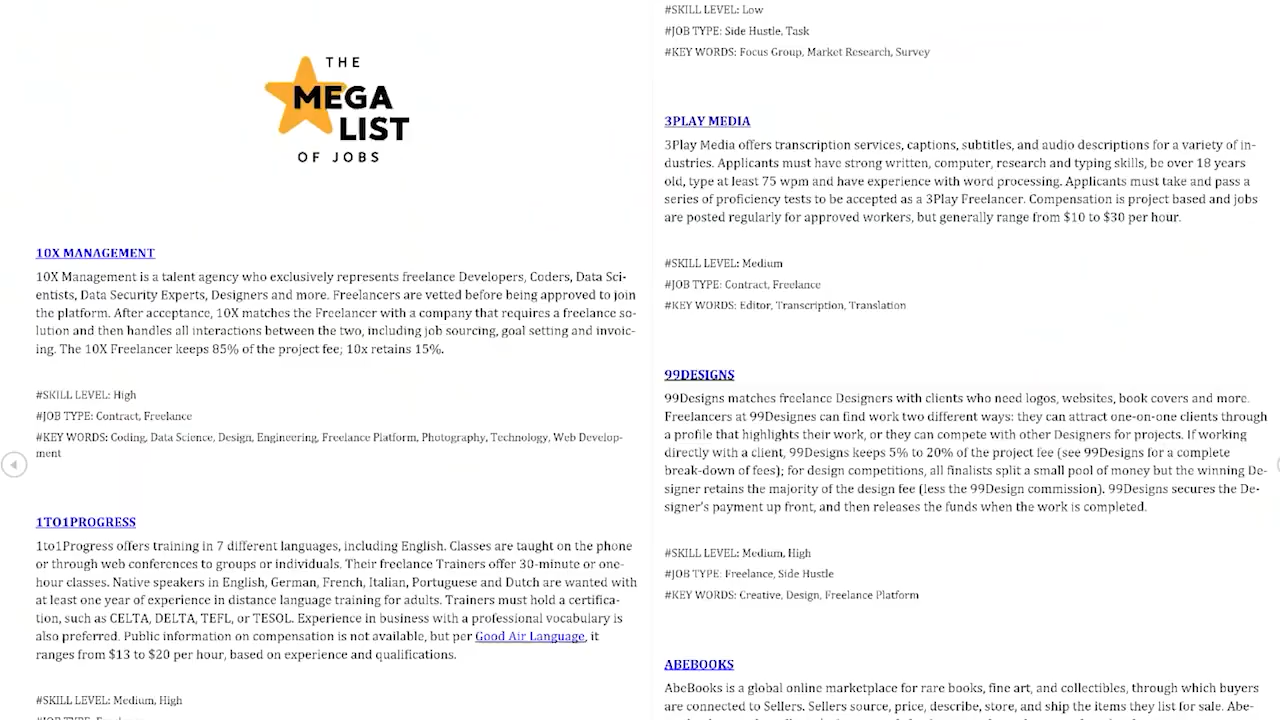 THE
MEGA
LIST
OF JOBS
10X MANAGEMENT
10X Management is a talent agency who exclusively represents freelance Developers, Coders, Data Sci-
entists, Data Security Experts, Designers and more. Freelancers are vetted before being approved to join
the platform. After acceptance, 10X matches the Freelancer with a company that requires a freelance so-
lution and then handles all interactions between the two, including job sourcing, goal setting and invoic-
ing. The 10X Freelancer keeps 85% of the project fee; 10x retains 15%.
#SKILL LEVEL: High
#JOB TYPE: Contract, Freelance
#KEY WORDS: Coding, Data Science, Design, Engineering, Freelance Platform, Photography, Technology, Web Develop-
ment
1TO1PROGRESS
1to1Progress offers training in 7 different languages, including English. Classes are taught on the phone
or through web conferences to groups or individuals. Their freelance Trainers offer 30-minute or one-
hour classes. Native speakers in English, German, French, Italian, Portuguese and Dutch are wanted with
at least one year of experience in distance language training for adults. Trainers must hold a certifica-
tion, such as CELTA, DELTA, TEFL, or TESOL. Experience in business with a professional vocabulary is
also preferred. Public information on compensation is not available, but per Good Air Language, it
ranges from $13 to $20 per hour, based on experience and qualifications.
#SKILL LEVEL: Medium, High
#SKILL LEVEL: Low
#JOB TYPE: Side Hustle, Task
#KEY WORDS: Focus Group, Market Research, Survey
3PLAY MEDIA
3Play Media offers transcription services, captions, subtitles, and audio descriptions for a variety of in-
dustries. Applicants must have strong written, computer, research and typing skills, be over 18 years
old, type at least 75 wpm and have experience with word processing. Applicants must take and pass a
series of proficiency tests to be accepted as a 3Play Freelancer. Compensation is project based and jobs
are posted regularly for approved workers, but generally range from $10 to $30 per hour.
#SKILL LEVEL: Medium
#JOB TYPE: Contract, Freelance
#KEY WORDS: Editor, Transcription, Translation
99DESIGNS
99Designs matches freelance Designers with clients who need logos, websites, book covers and more.
Freelancers at 99Designes can find work two different ways: they can attract one-on-one clients through
a profile that highlights their work, or they can compete with other Designers for projects. If working
directly with a client, 99Designs keeps 5% to 20% of the project fee (see 99Designs for a complete
break-down of fees); for design competitions, all finalists split a small pool of money but the winning De-
signer retains the majority of the design fee (less the 99Design commission). 99Designs secures the De-
signer's payment up front, and then releases the funds when the work is completed.
#SKILL LEVEL: Medium, High
#JOB TYPE: Freelance, Side Hustle
#KEY WORDS: Creative, Design, Freelance Platform
ABEBOOKS
AbeBooks is a global online marketplace for rare books, fine art, and collectibles, through which buyers
are connected to Sellers. Sellers source, price, describe, store, and ship the items they list for sale. Abe-